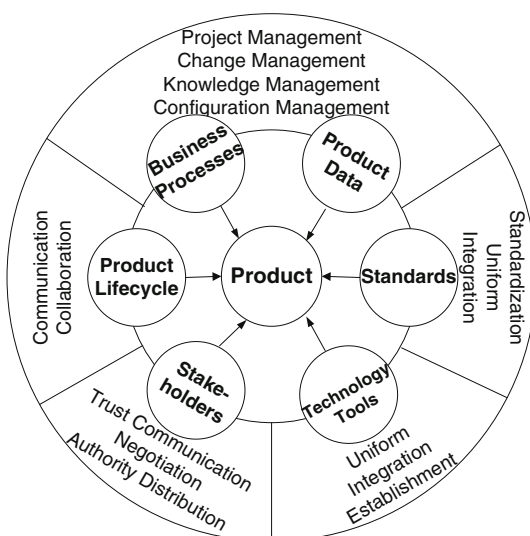 Project Management
Change Management
Knowledge Management
Configuration Management
Business
Processes
Product
Data
Communication
Collaboration
Product
Lifecycle
Product
Standards
Standardization
Uniform
Integration
Stake-
holders
Technology
Tools
Trust Communication
Negotiation
Authority Distribution
Uniform
Integration
Establishment